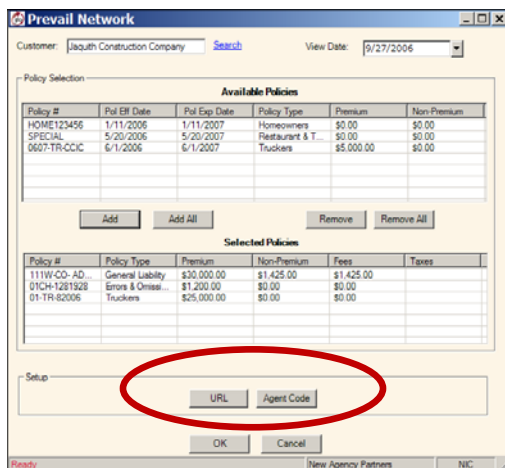 Prevail Network
Customer: Jaquith Construction Company Search View Date: 9/27/2006
Policy Selection
Available Policies
Policy # Pol Eff Date Pol Exp Date Policy Type Premium Non-Premium
HOME123456 1/11/2006 1/11/2007 Homeowners $0.00 $0.00
SPECIAL 5/20/2006 5/20/2007 Restaurant & T... $0.00 $0.00
0607-TR-CCIC 6/1/2006 6/1/2007 Truckers $5,000.00 $0.00
Add Add All Remove Remove All
Selected Policies
Policy # Policy Type Premium Non-Premium Fees Taxes
111W-CO- AD... General Liability $30,000.00 $1,425.00 $1,425.00
01CH-1281928 Errors & Omissi... $1,200.00 $0.00 $0.00
01-TR-82006 Truckers $25,000.00 $0.00 $0.00
Setup
URL Agent Code
OK Cancel
Ready New Agency Partners NIC